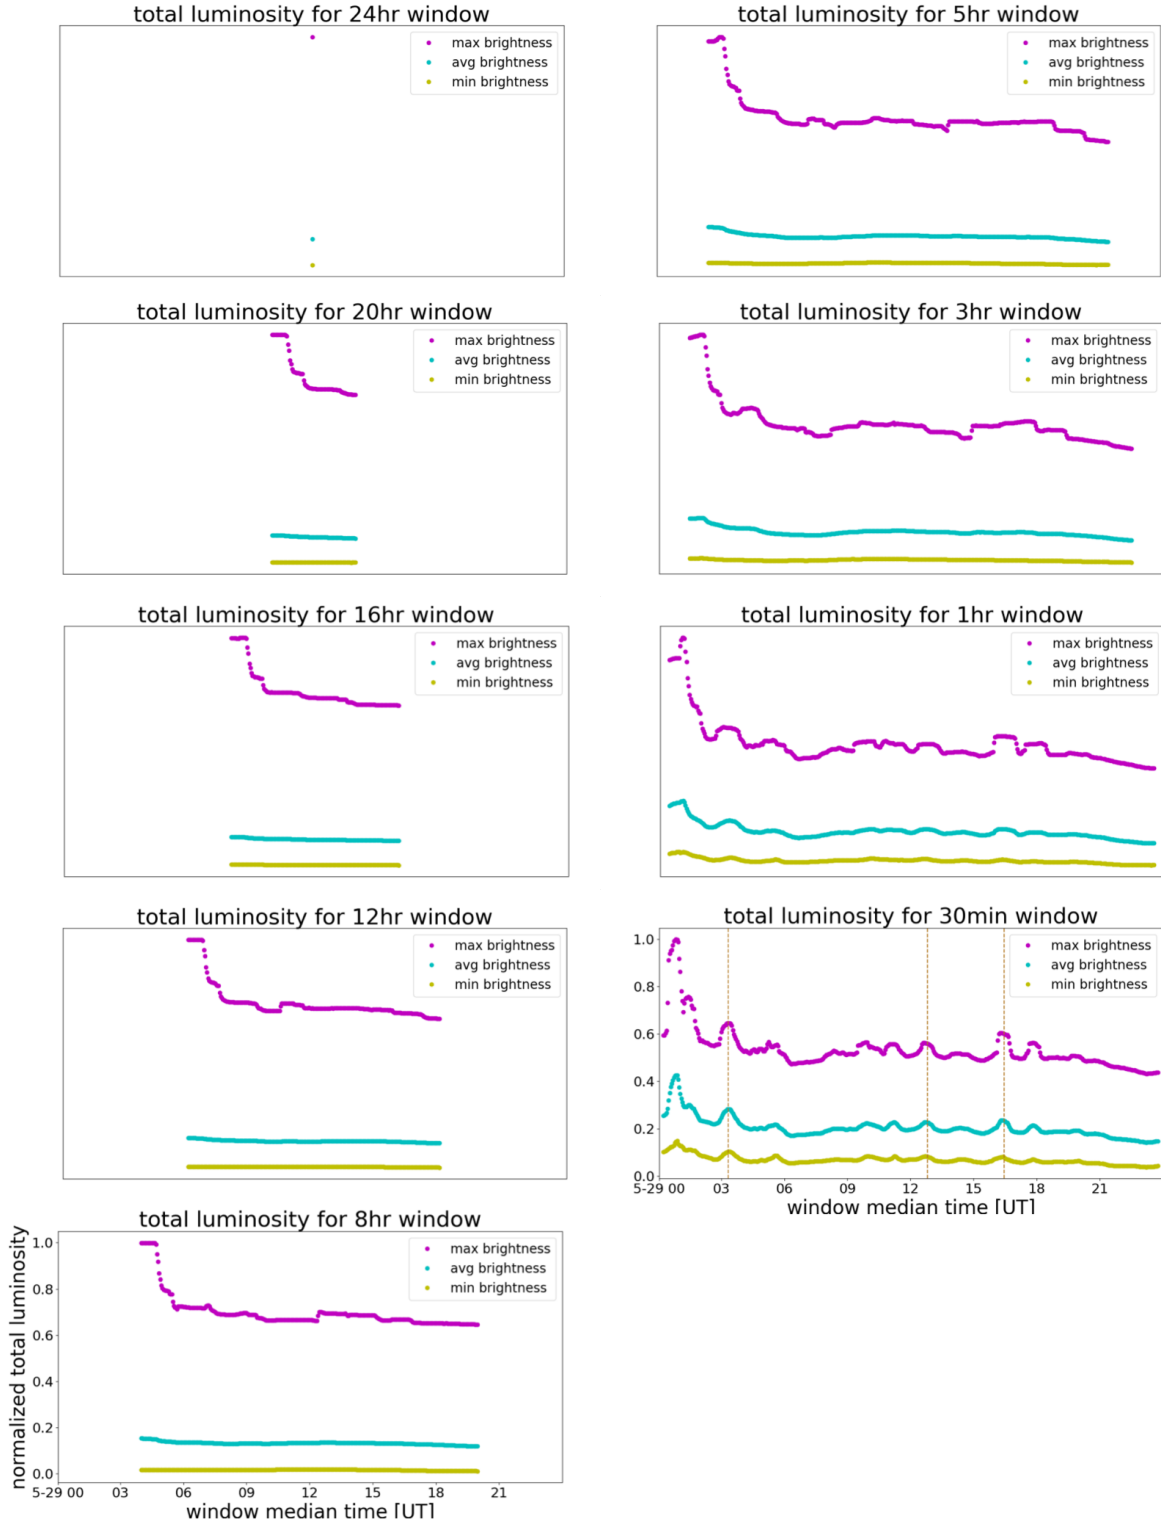 total luminosity for 24hr window
max brightness
avg brightness
min brightness
total luminosity for 20hr window
max brightness
avg brightness
min brightness
total luminosity for 16hr window
max brightness
avg brightness
min brightness
total luminosity for 12hr window
max brightness
avg brightness
min brightness
total luminosity for 8hr window
max brightness
avg brightness
min brightness
normalized total luminosity
1.0
0.8
0.6
0.4
0.2
0.0
5-29 00 03 06 09 12 15 18 21
window median time [UT]
total luminosity for 5hr window
max brightness
avg brightness
min brightness
total luminosity for 3hr window
max brightness
avg brightness
min brightness
total luminosity for 1hr window
max brightness
avg brightness
min brightness
total luminosity for 30min window
max brightness
avg brightness
min brightness
1.0
0.8
0.6
0.4
0.2
0.0
5-29 00 03 06 09 12 15 18 21
window median time [UT]